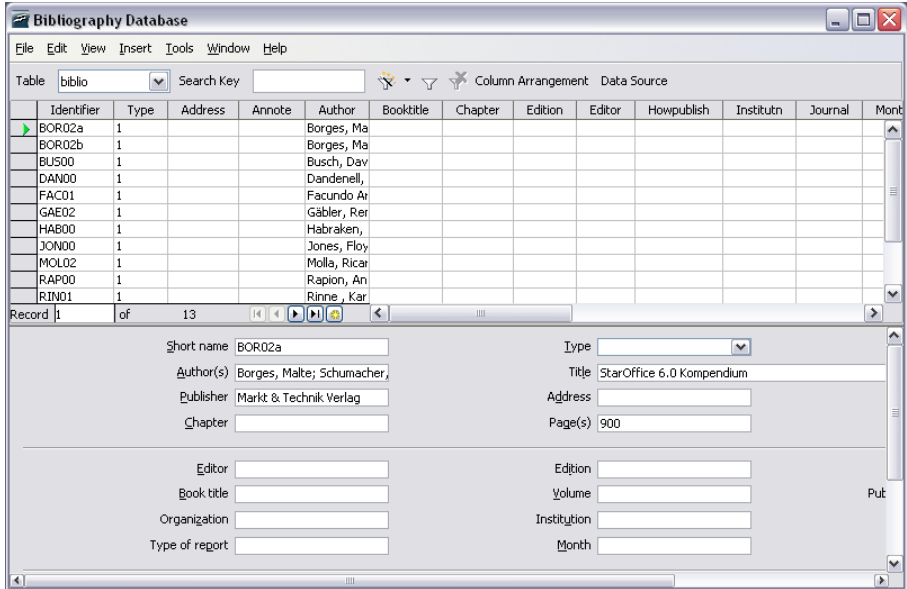 Bibliography Database
File Edit View Insert Tools Window Help
Table biblio Search Key Column Arrangement Data Source
Identifier Type Address Annote Author Booktitle Chapter Edition Editor Howpublish Institutn Journal Mont
BOR02a 1 Borges, Ma
BOR02b 1 Borges, Ma
BUS00 1 Busch, Dav
DAN00 1 Dandenell,
FAC01 1 Facundo Ar
GAE02 1 Gäbler, Rer
HAB00 1 Habraken,
JON00 1 Jones, Floy
MOL02 1 Molla, Ricar
RAP00 1 Rapion, An
RIN01 1 Rinne , Kar
Record 1 of 13
Short name BOR02a Type
Author(s) Borges, Malte; Schumacher, Title StarOffice 6.0 Kompendium
Publisher Markt & Technik Verlag Address
Chapter Page(s) 900
Editor Edition
Book title Volume Put
Organization Institution
Type of report Month